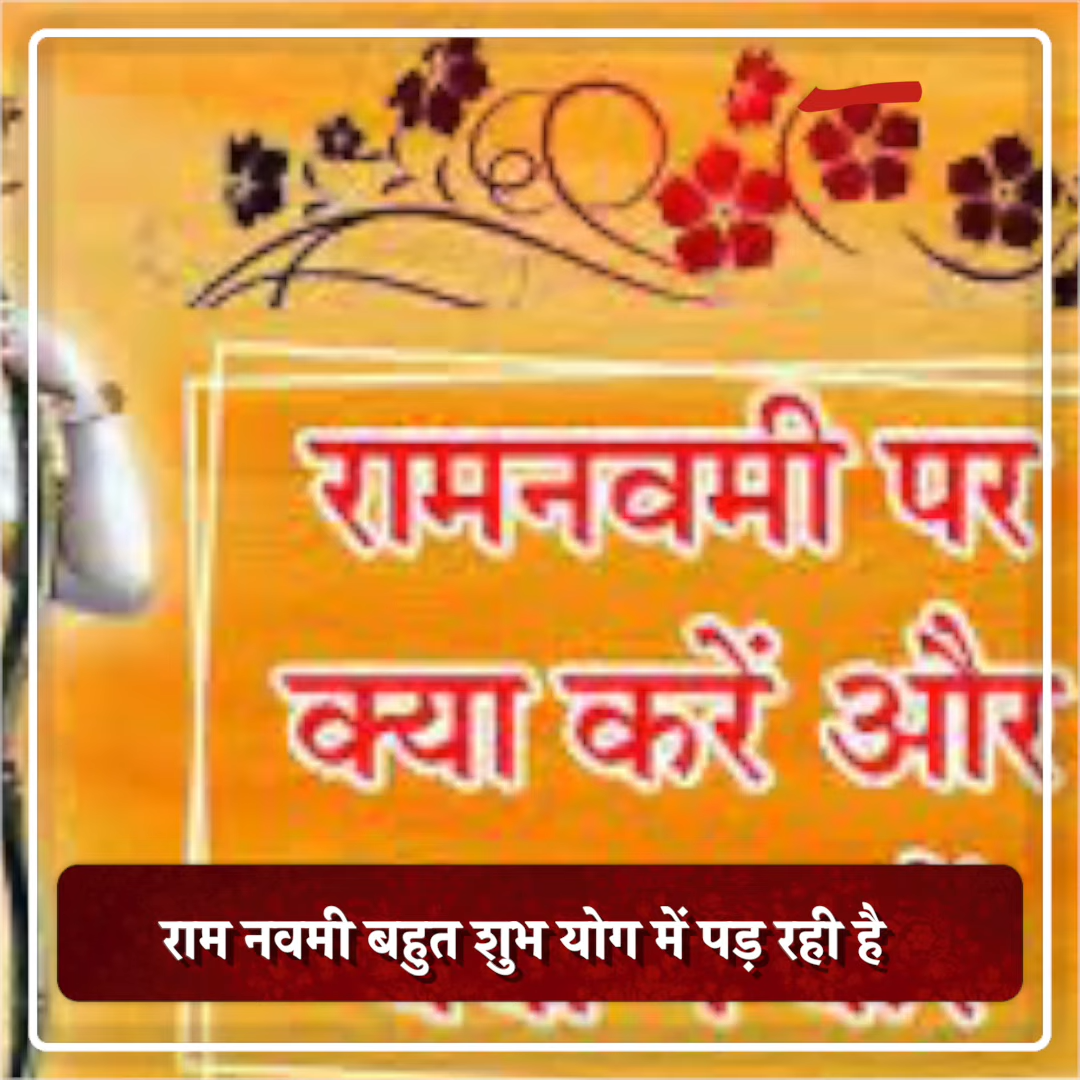 रामनवमी पर
क्या करें और
राम नवमी बहुत शुभ योग में पड़ रही है